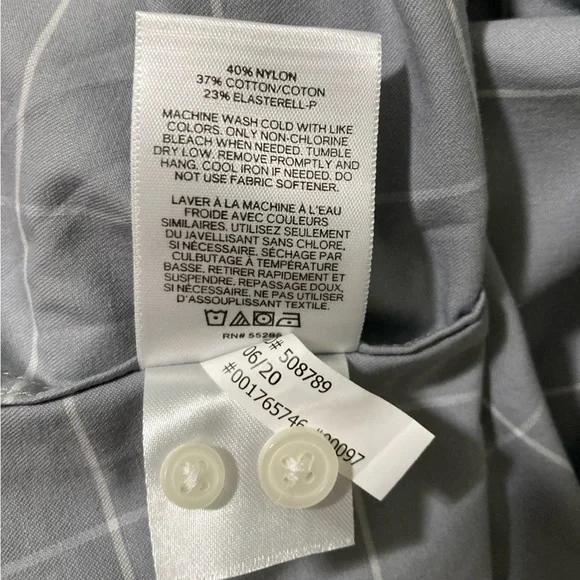 40% NYLON
37% COTTON/COTON
23% ELASTERELL-P
MACHINE WASH COLD WITH LIKE
COLORS. ONLY NON-CHLORINE
BLEACH WHEN NEEDED. TUMBLE
DRY LOW. REMOVE PROMPTLY AND
HANG. COOL IRON IF NEEDED. DO
NOT USE FABRIC SOFTENER.
LAVER À LA MACHINE À L'EAU
FROIDE AVEC COULEURS
SIMILAIRES. UTILISEZ SEULEMENT
DU JAVELLISANT SANS CHLORE,
SI NÉCESSAIRE. SÉCHAGE PAR
CULBUTAGE À TEMPÉRATURE
BASSE. RETIRER RAPIDEMENT ET
SUSPENDRE. REPASSAGE DOUX,
SI NÉCESSAIRE. NE PAS UTILISER
D'ASSOUPLISSANT TEXTILE.
RN# 55285
508789
06/20
#001765746